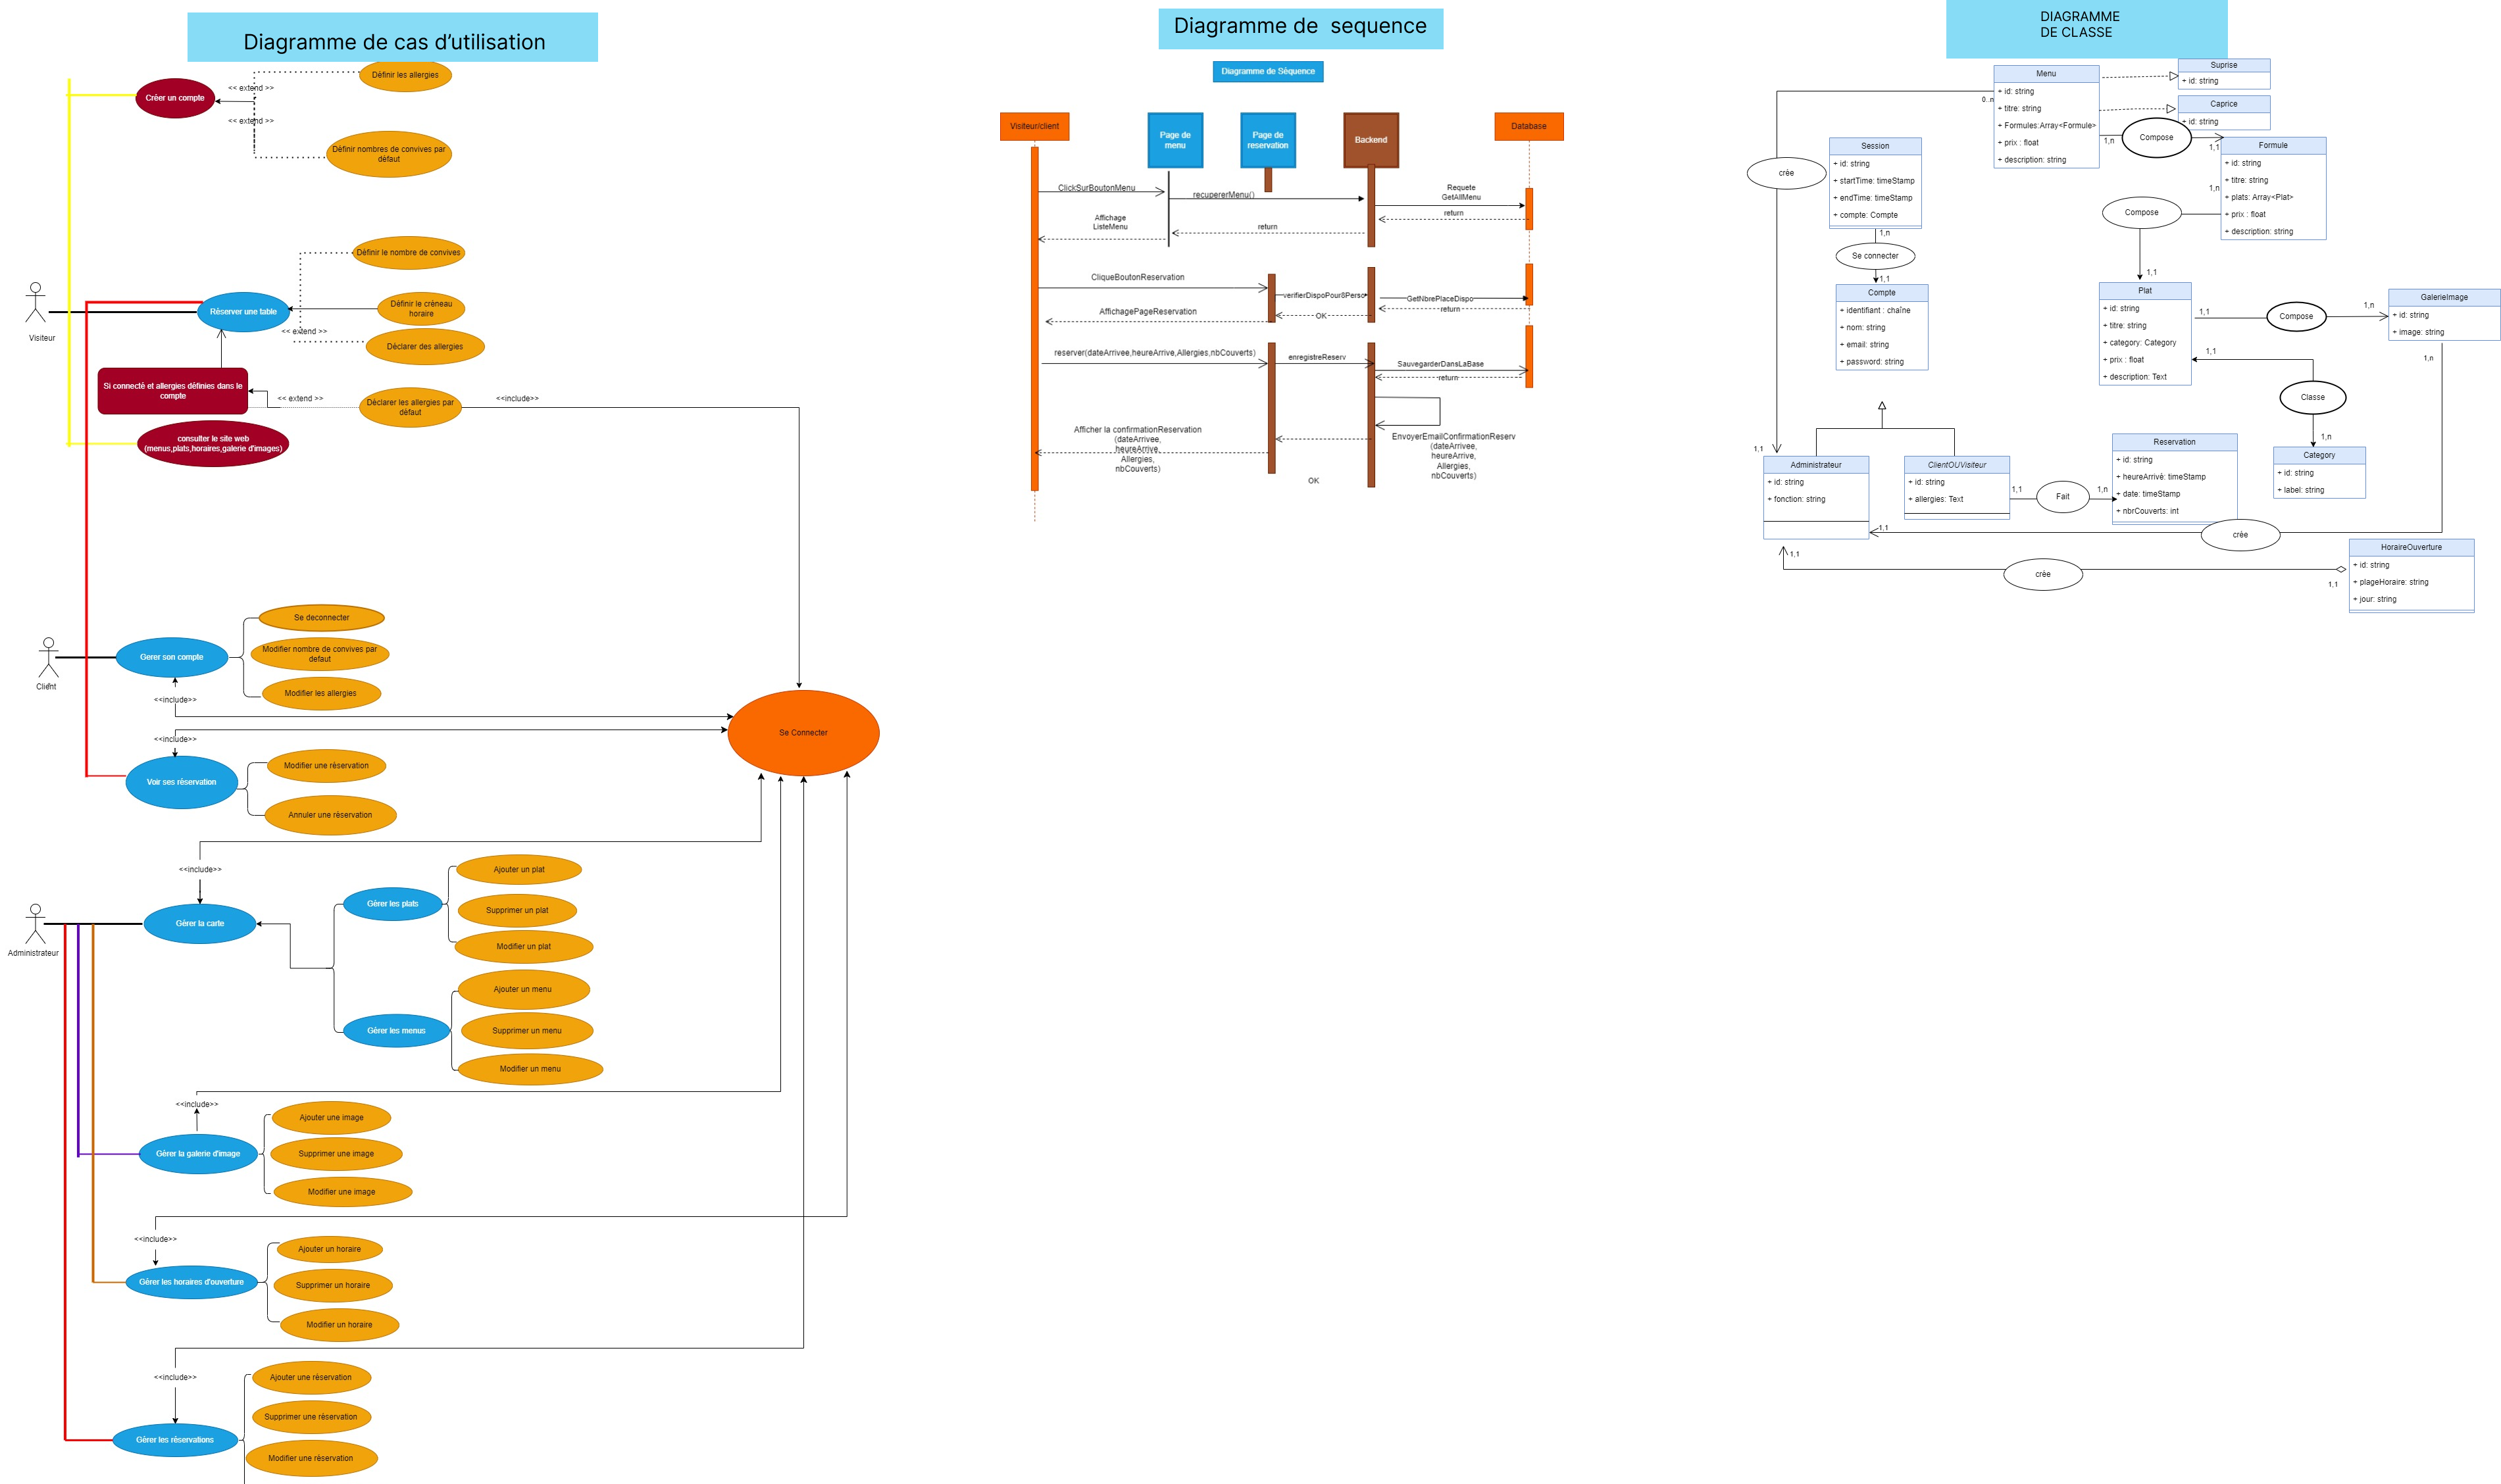 Diagramme de cas d'utilisation
Définir les allergies
<< extend >>
Créer un compte
<< extend >>
Définir nombres de convives par
défaut
Définir le nombre de convives
Visiteur
Réserver une table
Définir le créneau
horaire
<< extend >>
Déclarer des allergies
Si connecté et allergies définies dans le
compte
<< extend >>
Déclarer les allergies par
défaut
<<include>>
consulter le site web
(menus,plats,horaires,galerie d'images)
Se deconnecter
Client
Gerer son compte
Modifier nombre de convives par
defaut
Modifier les allergies
<<include>>
Se Connecter
<<include>>
Voir ses réservation
Modifier une réservation
Annuler une réservation
<<include>>
Administrateur
Gérer la carte
Gérer les plats
Ajouter un plat
Supprimer un plat
Modifier un plat
Gérer les menus
Ajouter un menu
Supprimer un menu
Modifier un menu
<<include>>
Gérer la galerie d'image
Ajouter une image
Supprimer une image
Modifier une image
<<include>>
Gérer les horaires d'ouverture
Ajouter un horaire
Supprimer un horaire
Modifier un horaire
<<include>>
Gérer les réservations
Ajouter une réservation
Supprimer une réservation
Modifier une réservation
Diagramme de sequence
Diagramme de Séquence
Visiteur/client
Page de
menu
Page de
reservation
Backend
Database
ClickSurBoutonMenu
recupererMenu()
Requete
GetAllMenu
return
return
Affichage
ListeMenu
CliqueBoutonReservation
verifierDispoPour8Perso
GetNbrePlaceDispo
return
OK
AffichagePageReservation
reserver(dateArrivee,heureArrive,Allergies,nbCouverts)
enregistreReserv
SauvegarderDansLaBase
return
EnvoyerEmailConfirmationReserv
(dateArrivee,
heureArrive,
Allergies,
nbCouverts)
Afficher la confirmationReservation
(dateArrivee,
heureArrive,
Allergies,
nbCouverts)
OK
DIAGRAMME
DE CLASSE
Menu
+ id: string
+ titre: string
+ Formules:Array<Formule>
+ prix : float
+ description: string
Suprise
+ id: string
Caprice
+ id: string
0..n
1,n
Compose
1,1
Formule
+ id: string
+ titre: string
+ plats: Array<Plat>
+ prix : float
+ description: string
crée
Session
+ id: string
+ startTime: timeStamp
+ endTime: timeStamp
+ compte: Compte
1,n
Se connecter
1,1
Compte
+ identifiant : chaîne
+ nom: string
+ email: string
+ password: string
1,n
Compose
1,1
Plat
+ id: string
+ titre: string
+ category: Category
+ prix : float
+ description: Text
1,1
Compose
1,n
GalerieImage
+ id: string
+ image: string
1,n
1,1
Classe
1,n
Category
+ id: string
+ label: string
1,1
Administrateur
+ id: string
+ fonction: string
ClientOUVisiteur
+ id: string
+ allergies: Text
1,1
Fait
1,n
Reservation
+ id: string
+ heureArrivé: timeStamp
+ date: timeStamp
+ nbrCouverts: int
1,1
crée
1,1
crée
1,1
HoraireOuverture
+ id: string
+ plageHoraire: string
+ jour: string